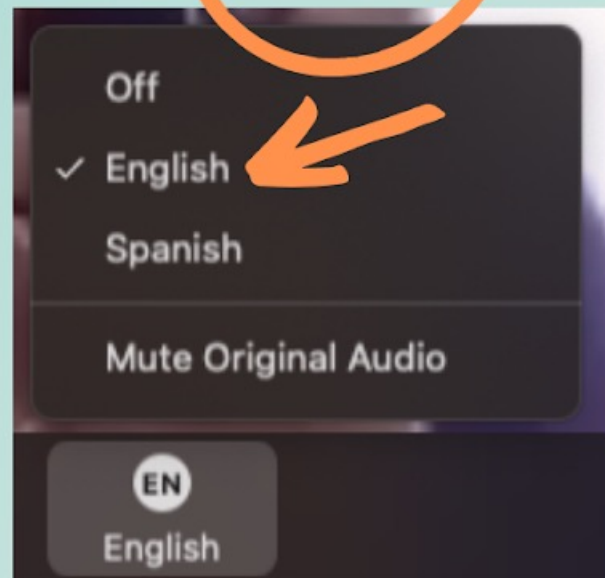 Off
✓ English
Spanish
Mute Original Audio
EN
English